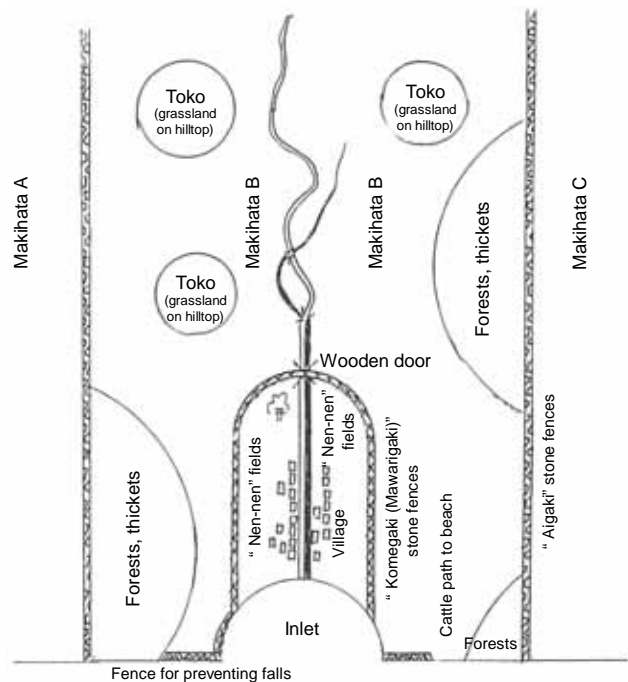 Toko
(grassland
on hilltop)
Toko
(grassland
on hilltop)
Makihata A
Makihata B
Makihata B
Makihata C
Toko
(grassland
on hilltop)
Forests, thickets
Wooden door
“Nen-nen” fields
“Nen-nen”
fields
Village
“Komegaki (Mawarigaki)”
stone fences
Cattle path to beach
“Aigaki” stone fences
Forests, thickets
Inlet
Forests
Fence for preventing falls